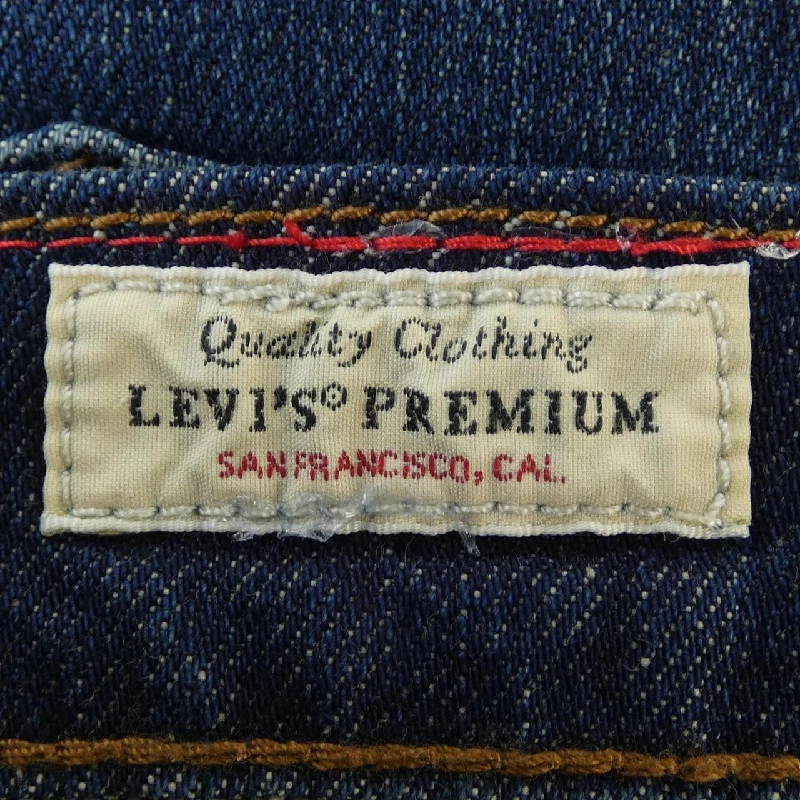 Quality Clothing
LEVI'S® PREMIUM
SAN FRANCISCO, CAL.